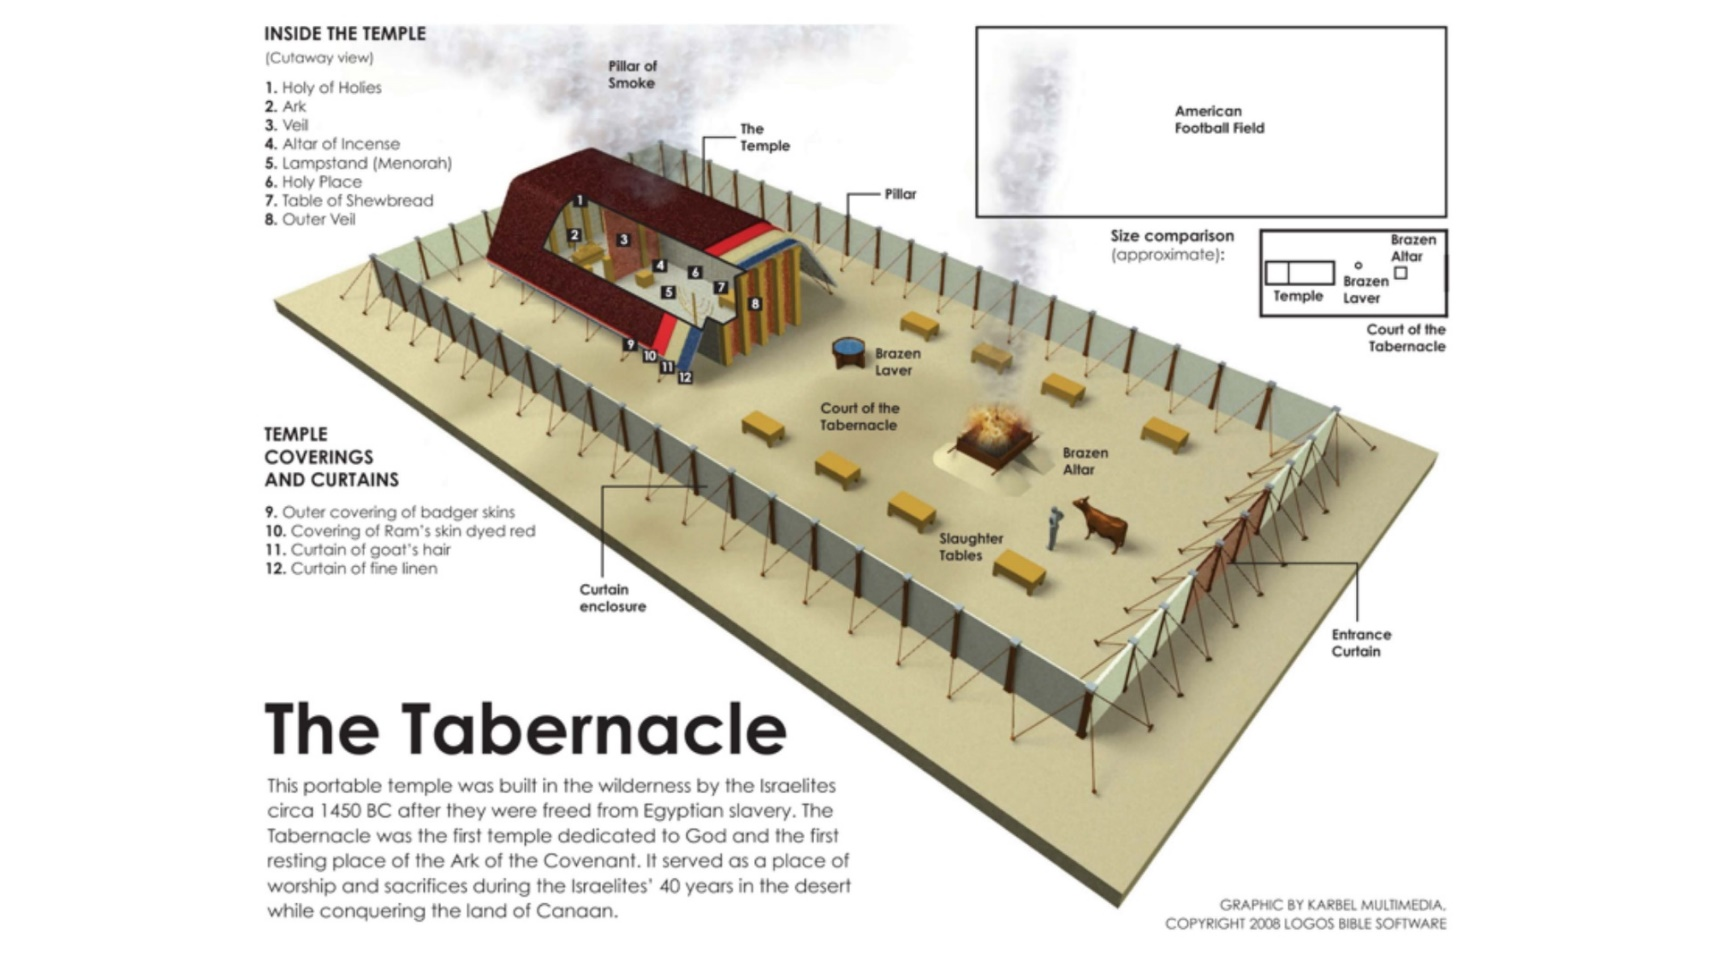 INSIDE THE TEMPLE
(Cutaway view)
1. Holy of Holies
2. Ark
3. Veil
4. Altar of Incense
5. Lampstand (Menorah)
6. Holy Place
7. Table of Shewbread
8. Outer Veil
Pillar of
Smoke
The
Temple
Pillar
American
Football Field
Size comparison
(approximate):
Brazen
Altar
Brazen
Laver
Temple
Court of the
Tabernacle
1
2
3
4
5
6
7
8
9
10
11
12
Brazen
Laver
Court of the
Tabernacle
Brazen
Altar
Slaughter
Tables
TEMPLE
COVERINGS
AND CURTAINS
9. Outer covering of badger skins
10. Covering of Ram's skin dyed red
11. Curtain of goat's hair
12. Curtain of fine linen
Curtain
enclosure
Entrance
Curtain
The Tabernacle
This portable temple was built in the wilderness by the Israelites
circa 1450 BC after they were freed from Egyptian slavery. The
Tabernacle was the first temple dedicated to God and the first
resting place of the Ark of the Covenant. It served as a place of
worship and sacrifices during the Israelites' 40 years in the desert
while conquering the land of Canaan.
GRAPHIC BY KARBEL MULTIMEDIA,
COPYRIGHT 2008 LOGOS BIBLE SOFTWARE